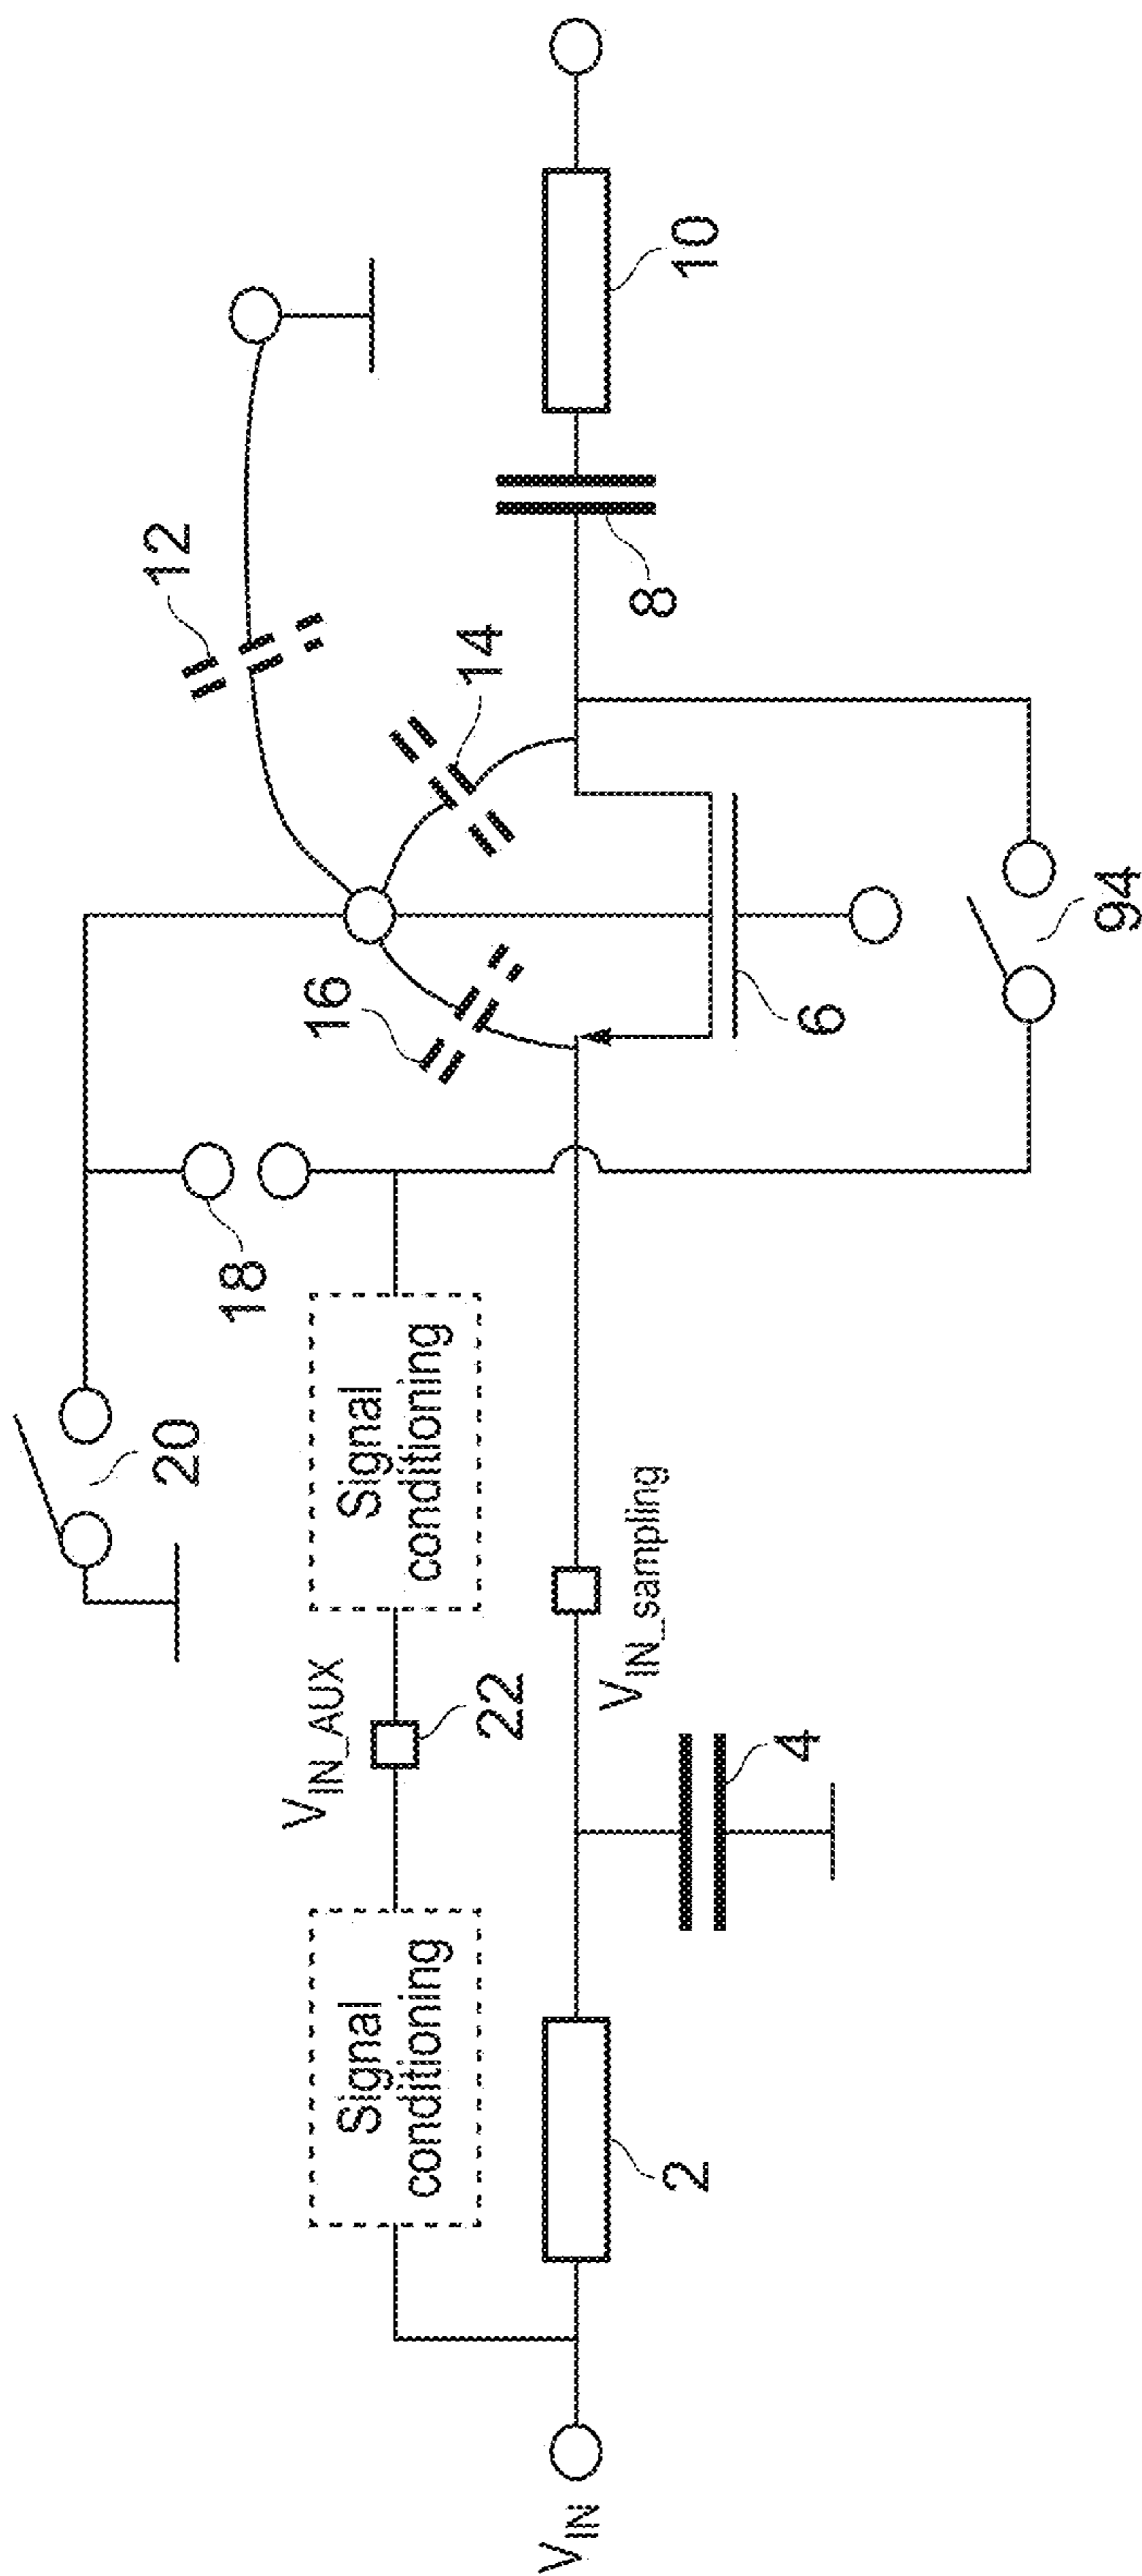 20
18
12
16
14
10
Signal
conditioning
V_IN_AUX
22
Signal
conditioning
V_IN_sampling
8
6
94
4
2
V_IN